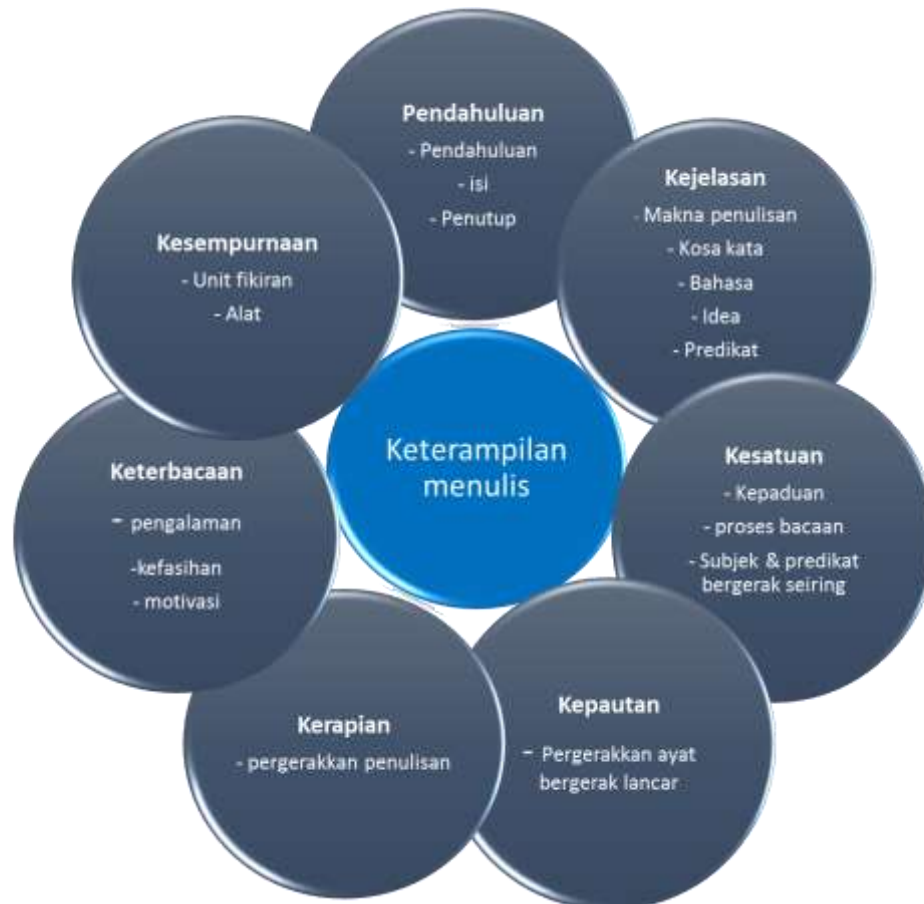 Pendahuluan
- Pendahuluan
- isi
- Penutup
Kejelasan
- Makna penulisan
- Kosa kata
- Bahasa
- Idea
- Predikat
Kesatuan
- Kepaduan
- proses bacaan
- Subjek & predikat
bergerak seiring
Kepautan
- Pergerakkan ayat
bergerak lancar
Kerapian
- pergerakkan penulisan
Keterbacaan
- pengalaman
-kefasihan
- motivasi
Kesempurnaan
- Unit fikiran
- Alat
Keterampilan
menulis